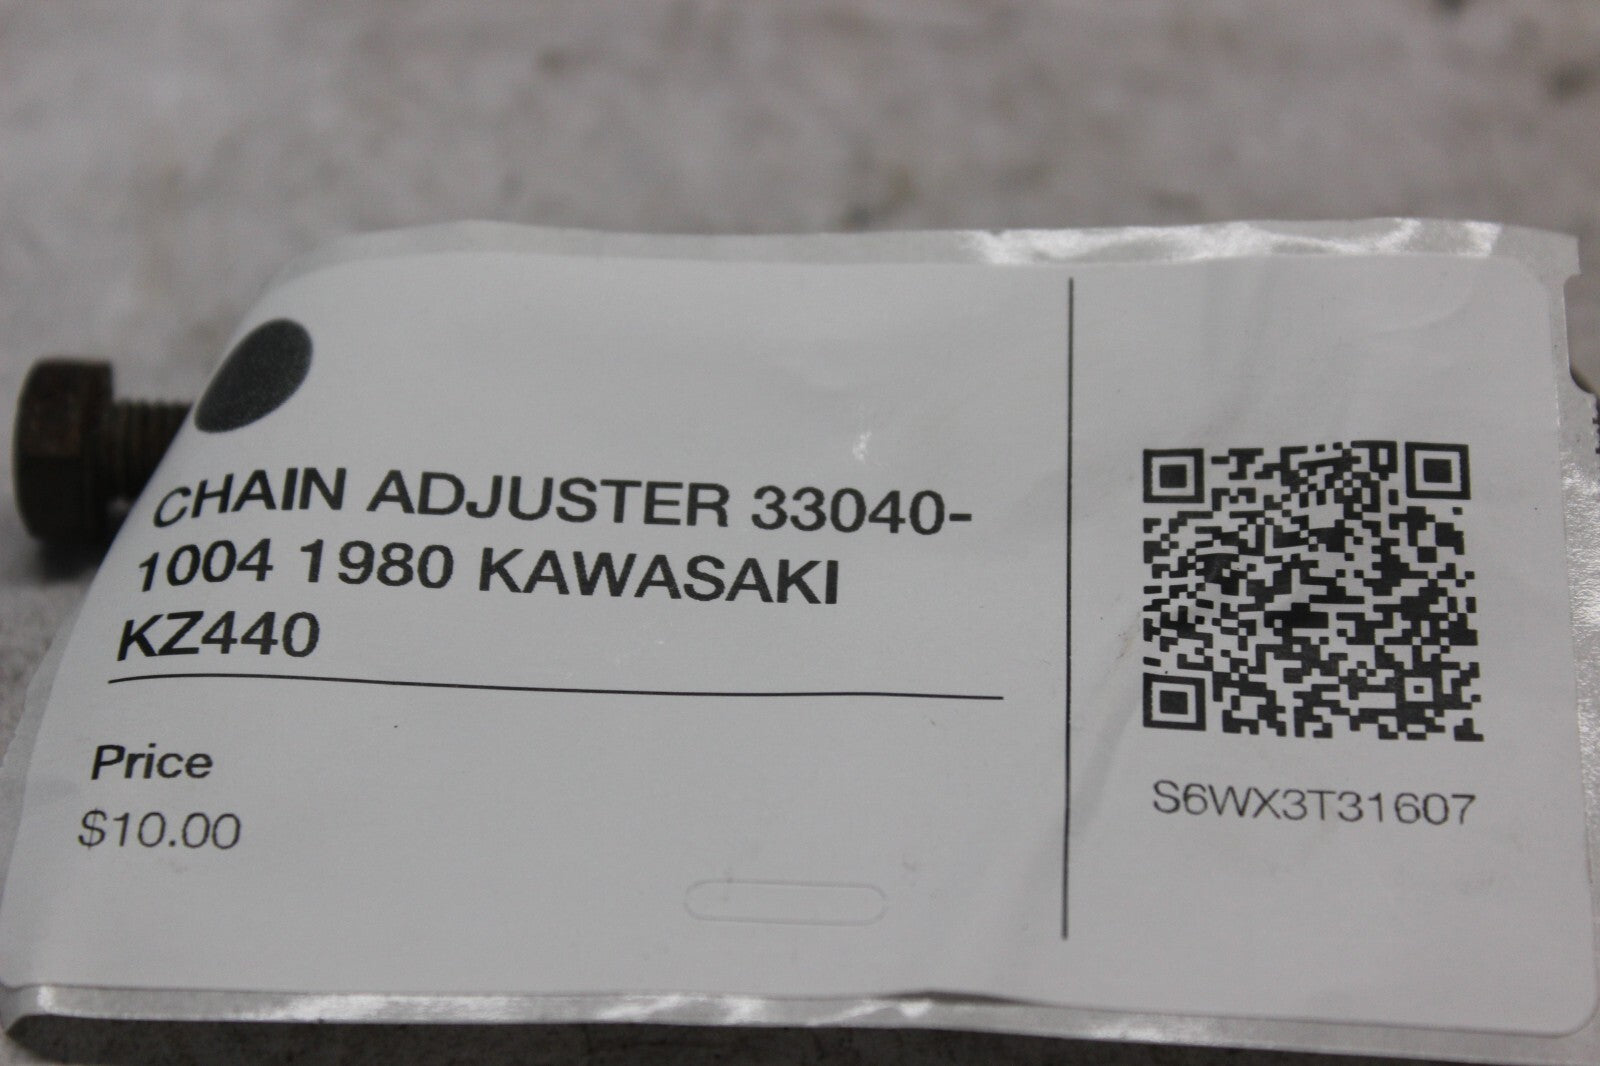 CHAIN ADJUSTER 33040-
1004 1980 KAWASAKI
KZ440
Price
$10.00
S6WX3T31607